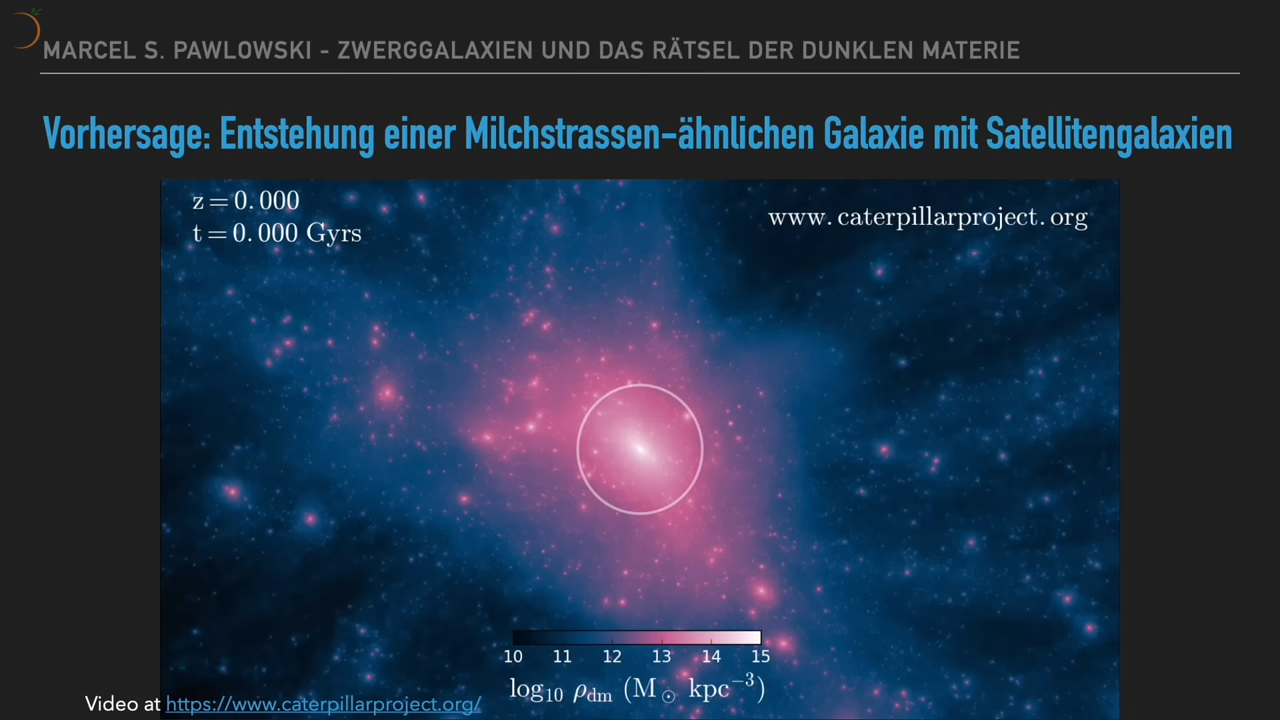 MARCEL S. PAWLOWSKI - ZWERGGALAXIEN UND DAS RÄTSEL DER DUNKLEN MATERIE
Vorhersage: Entstehung einer Milchstrassen-ähnlichen Galaxie mit Satellitengalaxien
z = 0.000
t = 0.000 Gyrs
www.caterpillarproject.org
10 11 12 13 14 15
log₁₀ ρ_dm (M_☉ kpc⁻³)
Video at https://www.caterpillarproject.org/